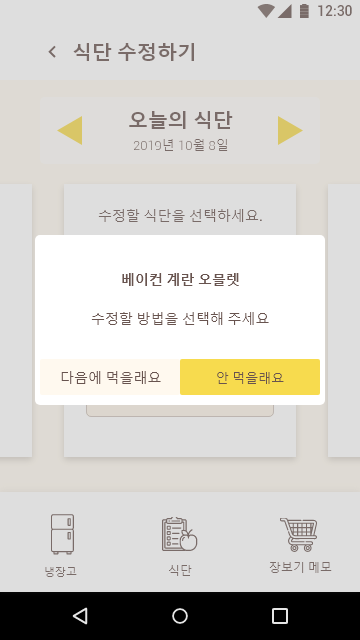 12:30
식단 수정하기
오늘의 식단
2019년 10월 8일
수정할 식단을 선택하세요.
베이컨 계란 오믈렛
수정할 방법을 선택해 주세요
다음에 먹을래요
안 먹을래요
냉장고
식단
장보기 메모